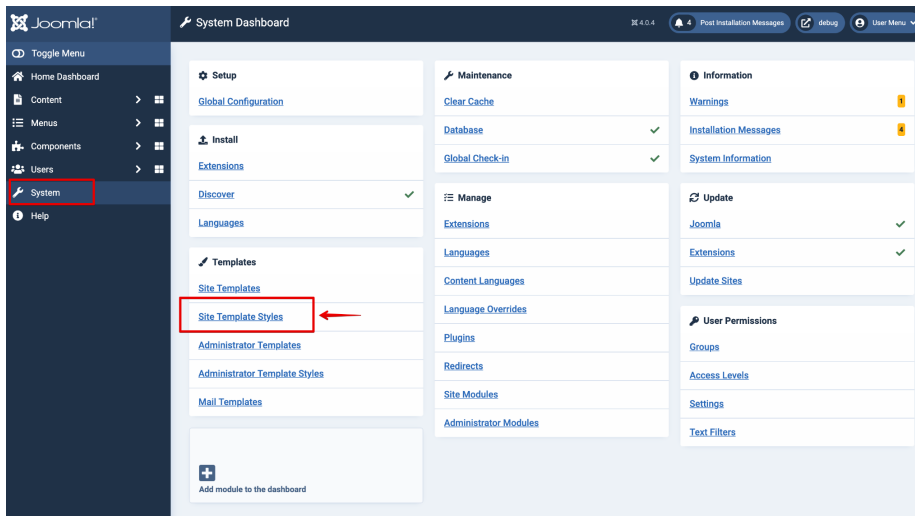 Joomla!
System Dashboard
4.0.4
4 Post Installation Messages
debug
User Menu
Toggle Menu
Home Dashboard
Content
Menus
Components
Users
System
Help
Setup
Global Configuration
Install
Extensions
Discover
Languages
Templates
Site Templates
Site Template Styles
Administrator Templates
Administrator Template Styles
Mail Templates
Add module to the dashboard
Maintenance
Clear Cache
Database
Global Check-in
Manage
Extensions
Languages
Content Languages
Language Overrides
Plugins
Redirects
Site Modules
Administrator Modules
Information
Warnings 1
Installation Messages 4
System Information
Update
Joomla
Extensions
Update Sites
User Permissions
Groups
Access Levels
Settings
Text Filters